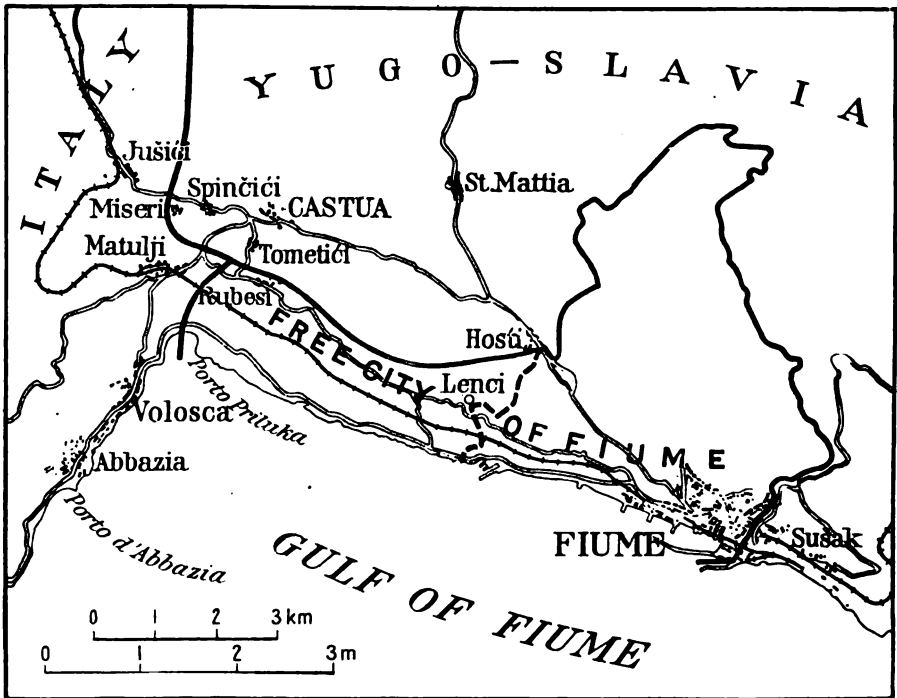 YUGO-SLAVIA
ITALY
Jušići
Spinčići
St. Mattia
Miseri
CASTUA
Matulji
Tometići
Rubesi
FREE CITY OF FIUME
Hosti
Lenci
Porto Priluka
Volosca
Abbazia
Porto d'Abbazia
FIUME
Sušak
GULF OF FIUME
0 1 2 3 km
0 1 2 3 m